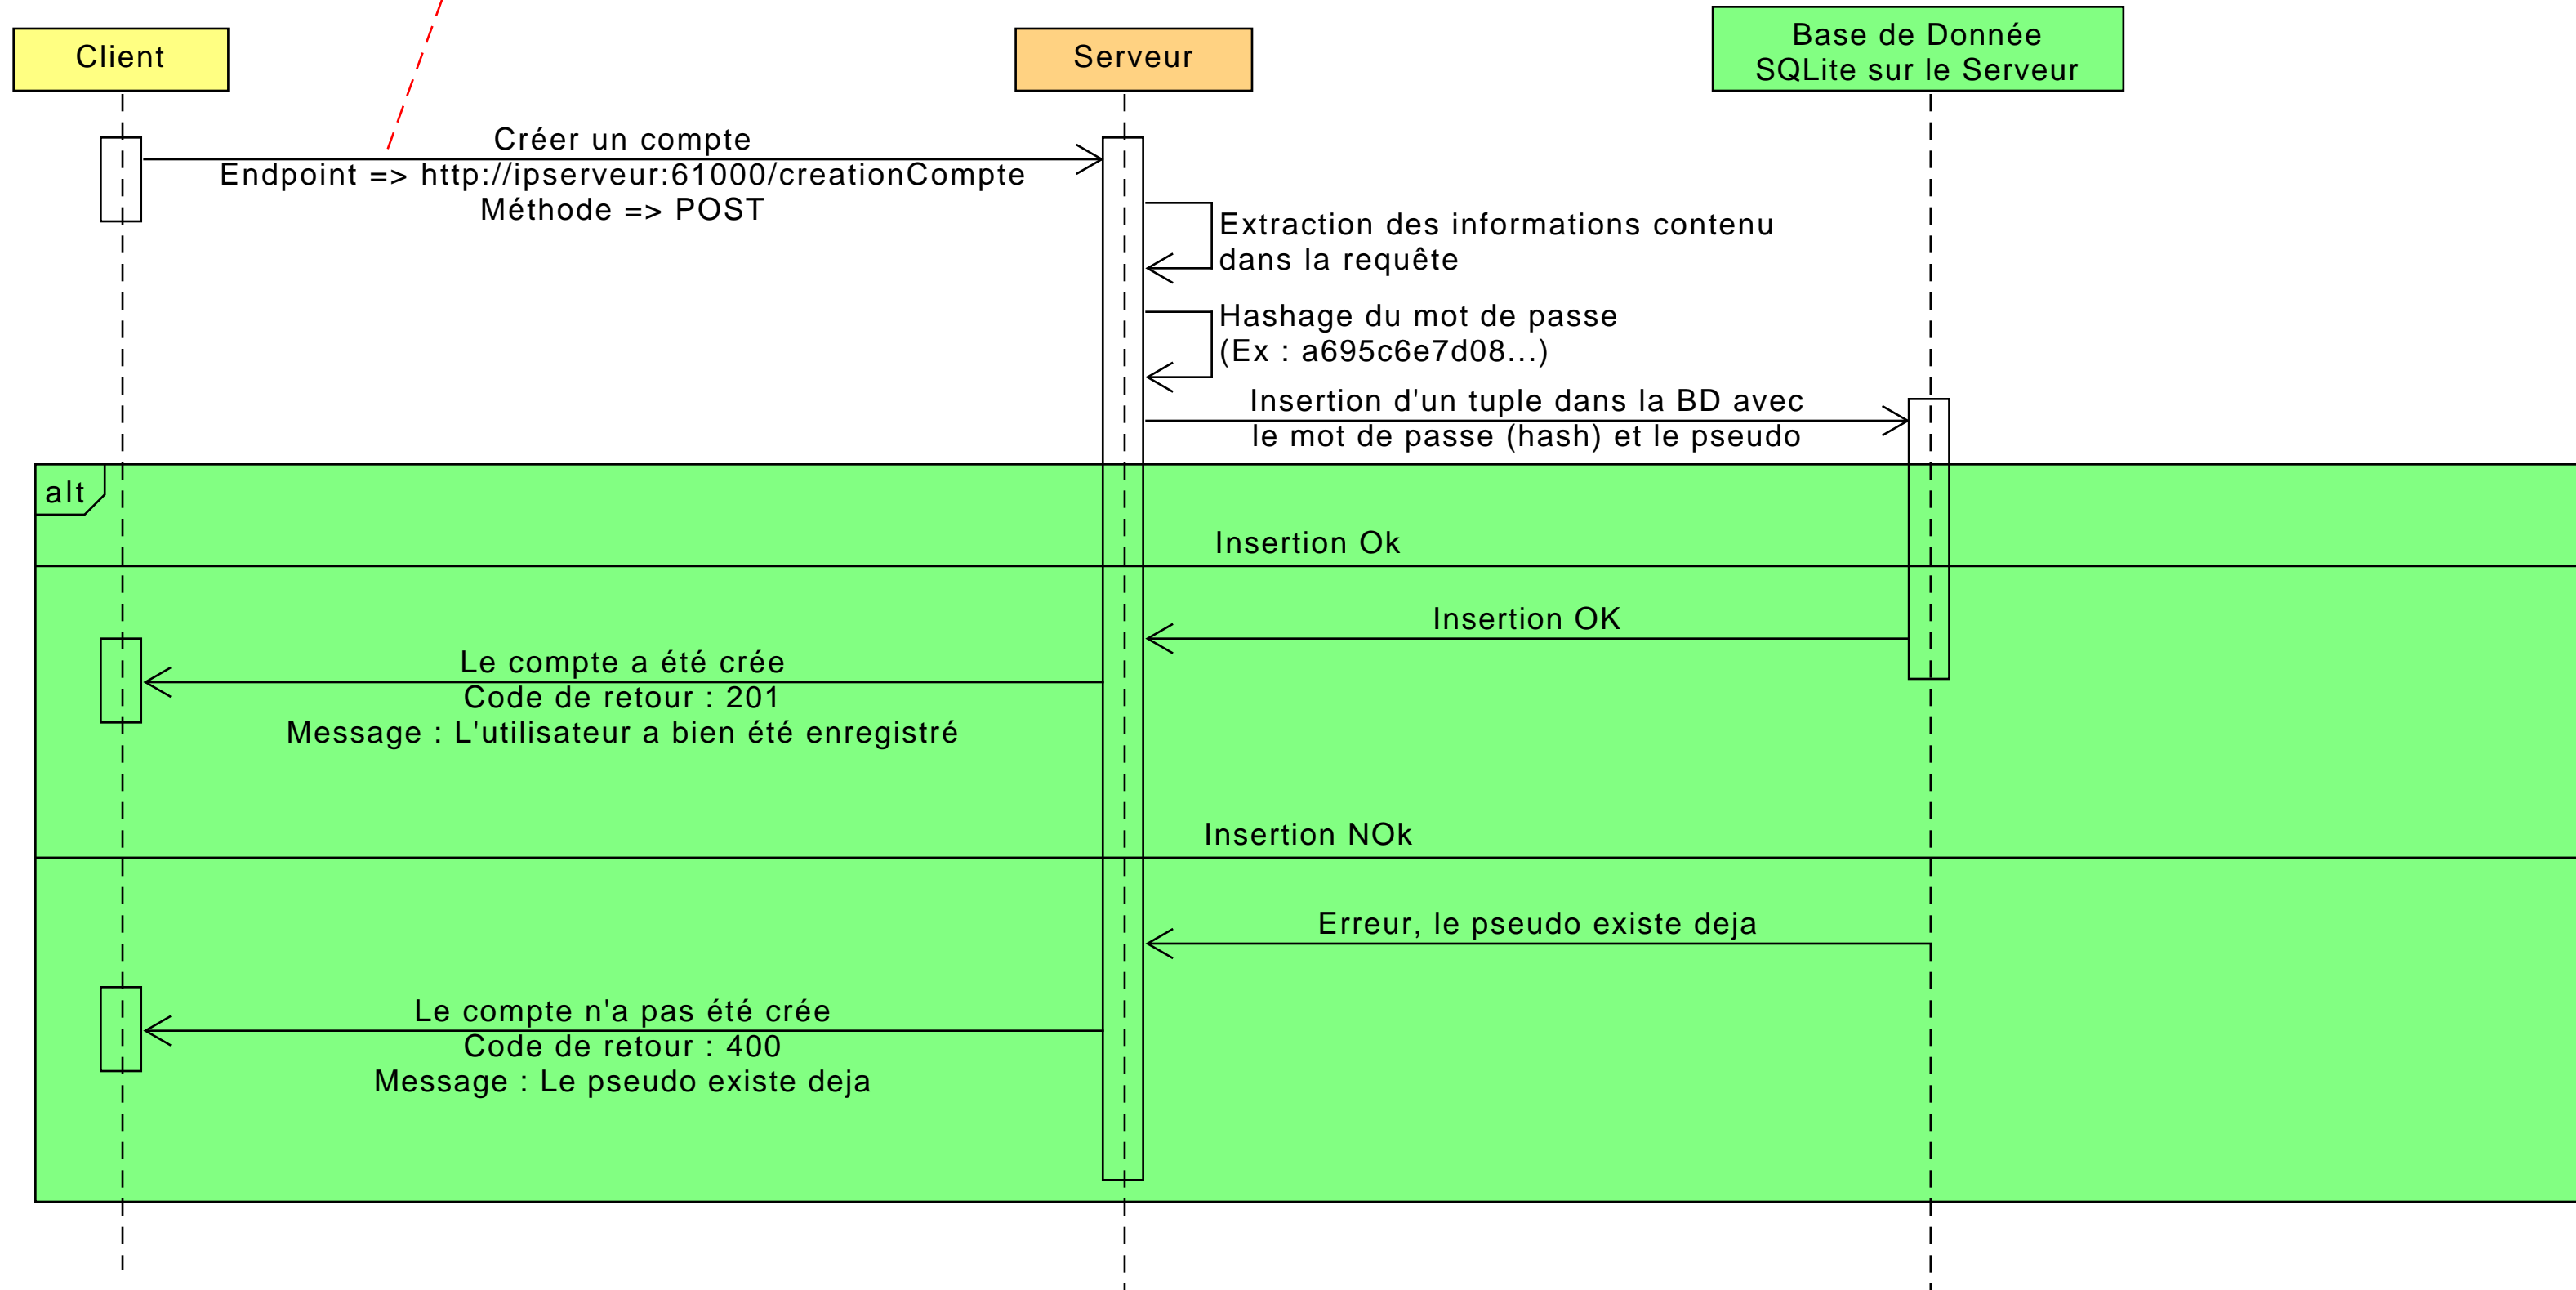 Client
Serveur
Base de Donnée
SQLite sur le Serveur
Créer un compte
Endpoint => http://ipserveur:61000/creationCompte
Méthode => POST
Extraction des informations contenu
dans la requête
Hashage du mot de passe
(Ex : a695c6e7d08...)
Insertion d'un tuple dans la BD avec
le mot de passe (hash) et le pseudo
alt
Insertion Ok
Insertion OK
Le compte a été crée
Code de retour : 201
Message : L'utilisateur a bien été enregistré
Insertion NOk
Erreur, le pseudo existe deja
Le compte n'a pas été crée
Code de retour : 400
Message : Le pseudo existe deja